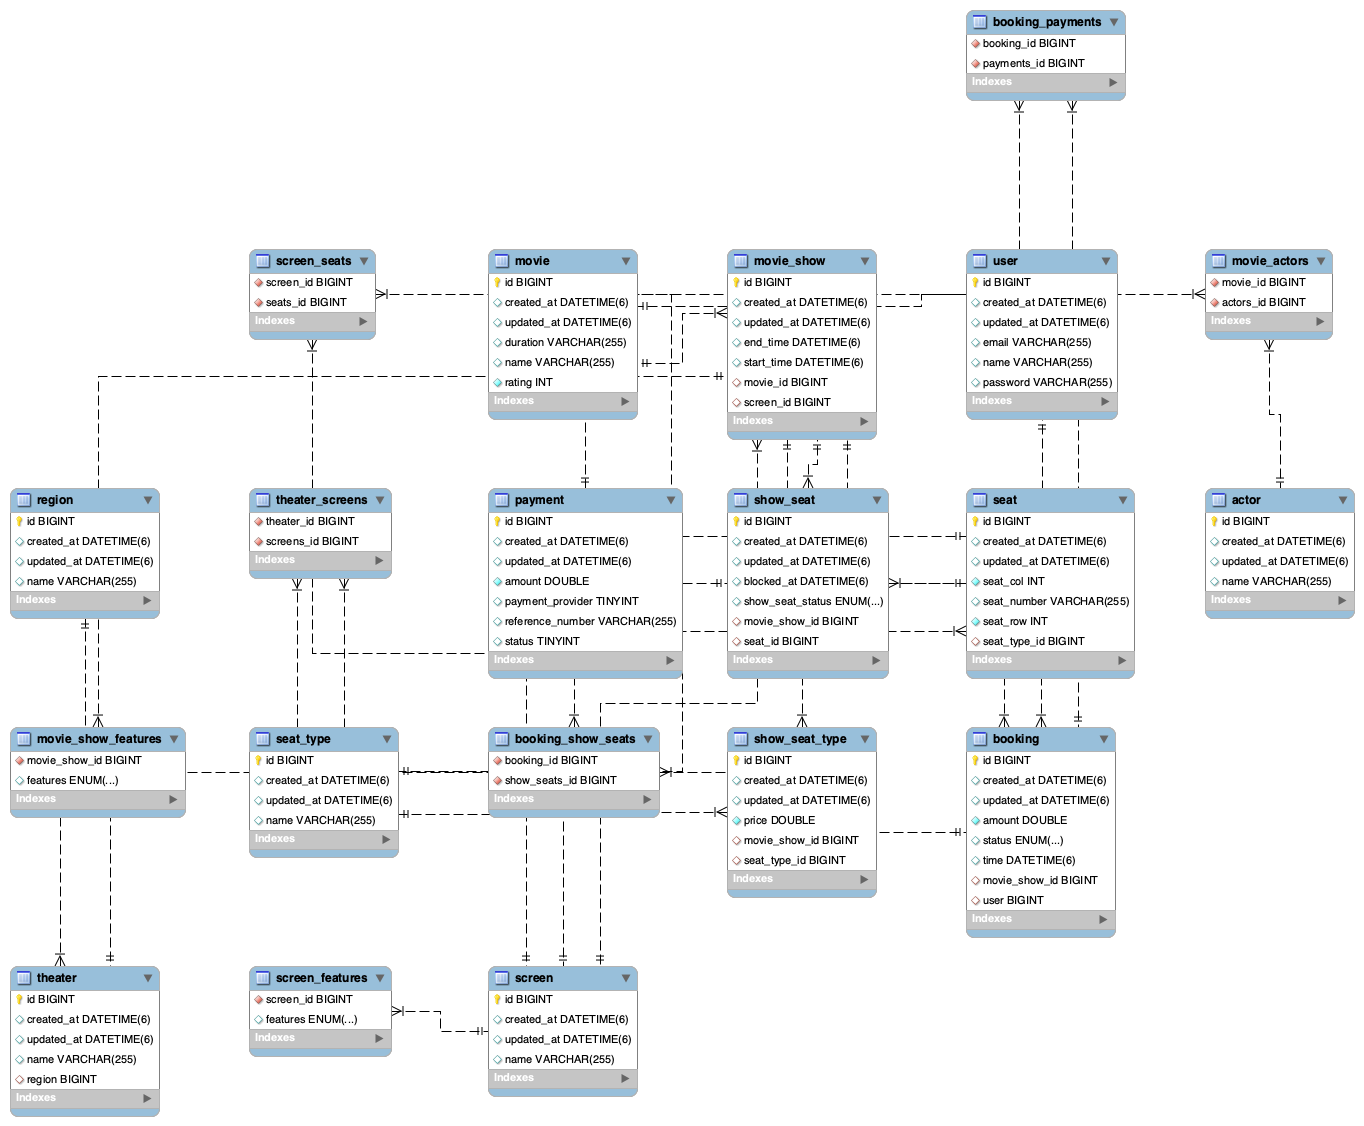 booking_payments
booking_id BIGINT
payments_id BIGINT
Indexes
screen_seats
screen_id BIGINT
seats_id BIGINT
Indexes
movie
id BIGINT
created_at DATETIME(6)
updated_at DATETIME(6)
duration VARCHAR(255)
name VARCHAR(255)
rating INT
Indexes
movie_show
id BIGINT
created_at DATETIME(6)
updated_at DATETIME(6)
end_time DATETIME(6)
start_time DATETIME(6)
movie_id BIGINT
screen_id BIGINT
Indexes
user
id BIGINT
created_at DATETIME(6)
updated_at DATETIME(6)
email VARCHAR(255)
name VARCHAR(255)
password VARCHAR(255)
Indexes
movie_actors
movie_id BIGINT
actors_id BIGINT
Indexes
region
id BIGINT
created_at DATETIME(6)
updated_at DATETIME(6)
name VARCHAR(255)
Indexes
theater_screens
theater_id BIGINT
screens_id BIGINT
Indexes
payment
id BIGINT
created_at DATETIME(6)
updated_at DATETIME(6)
amount DOUBLE
payment_provider TINYINT
reference_number VARCHAR(255)
status TINYINT
Indexes
show_seat
id BIGINT
created_at DATETIME(6)
updated_at DATETIME(6)
blocked_at DATETIME(6)
show_seat_status ENUM(...)
movie_show_id BIGINT
seat_id BIGINT
Indexes
seat
id BIGINT
created_at DATETIME(6)
updated_at DATETIME(6)
seat_col INT
seat_number VARCHAR(255)
seat_row INT
seat_type_id BIGINT
Indexes
actor
id BIGINT
created_at DATETIME(6)
updated_at DATETIME(6)
name VARCHAR(255)
Indexes
movie_show_features
movie_show_id BIGINT
features ENUM(...)
Indexes
seat_type
id BIGINT
created_at DATETIME(6)
updated_at DATETIME(6)
name VARCHAR(255)
Indexes
booking_show_seats
booking_id BIGINT
show_seats_id BIGINT
Indexes
show_seat_type
id BIGINT
created_at DATETIME(6)
updated_at DATETIME(6)
price DOUBLE
movie_show_id BIGINT
seat_type_id BIGINT
Indexes
booking
id BIGINT
created_at DATETIME(6)
updated_at DATETIME(6)
amount DOUBLE
status ENUM(...)
time DATETIME(6)
movie_show_id BIGINT
user BIGINT
Indexes
theater
id BIGINT
created_at DATETIME(6)
updated_at DATETIME(6)
name VARCHAR(255)
region BIGINT
Indexes
screen_features
screen_id BIGINT
features ENUM(...)
Indexes
screen
id BIGINT
created_at DATETIME(6)
updated_at DATETIME(6)
name VARCHAR(255)
Indexes